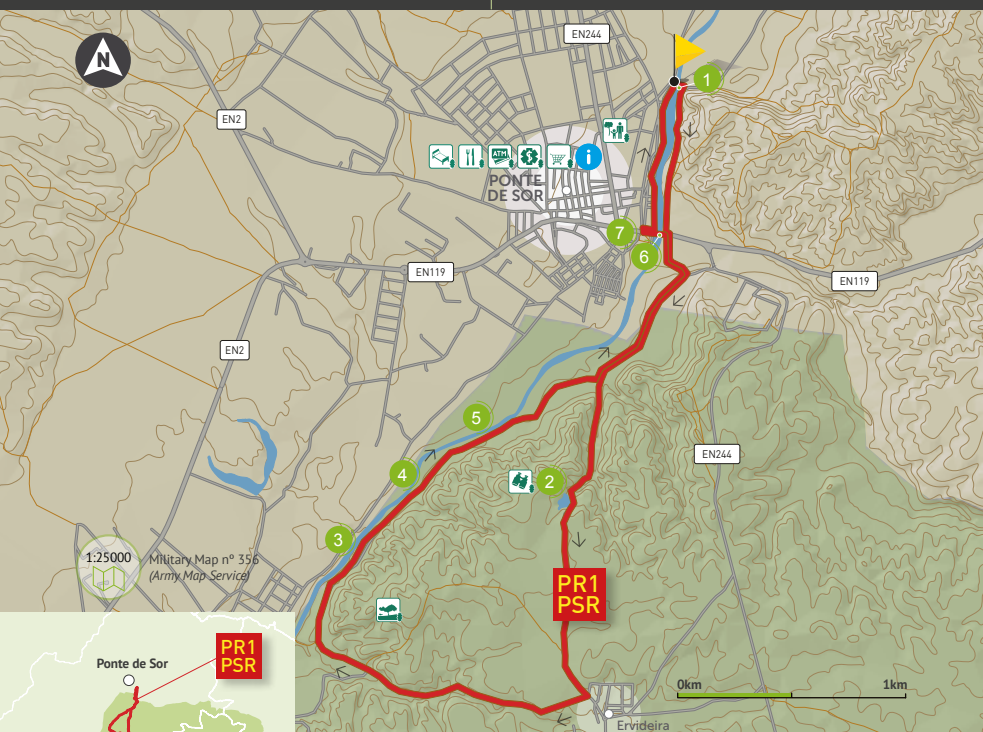 EN244
N
1
EN2
ATM
i
PONTE
DE SOR
7
6
EN119
EN119
EN2
5
EN244
4
2
3
1:25000
Military Map nº 356
(Army Map Service)
PR1
PSR
PR1
PSR
Ponte de Sor
0km
1km
Ervideira